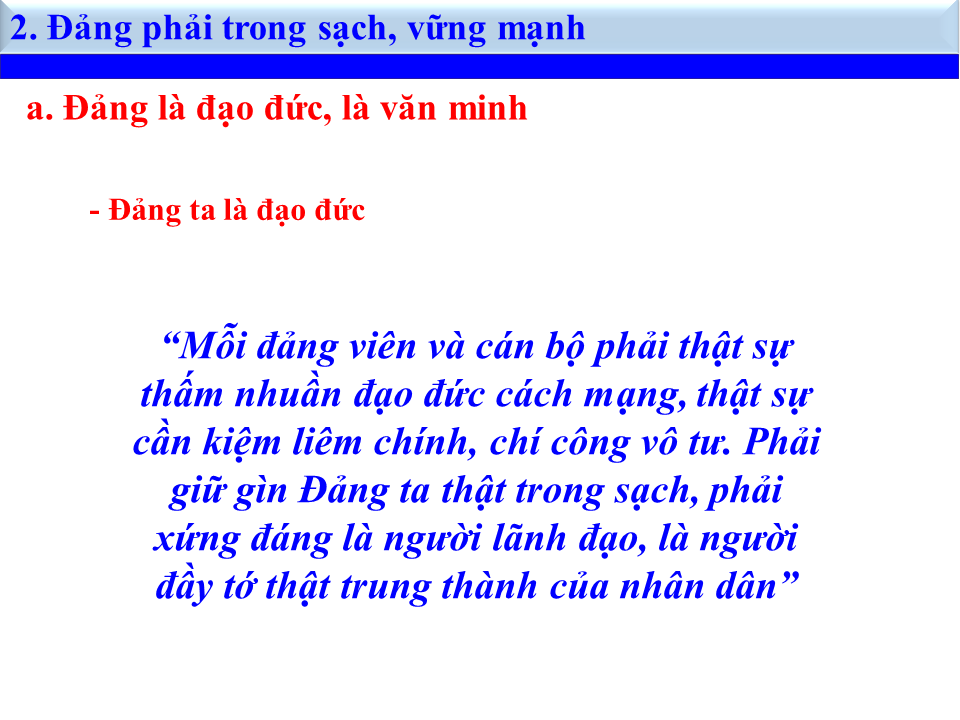 2. Đảng phải trong sạch, vững mạnh
a. Đảng là đạo đức, là văn minh
- Đảng ta là đạo đức
“Mỗi đảng viên và cán bộ phải thật sự
thấm nhuần đạo đức cách mạng, thật sự
cần kiệm liêm chính, chí công vô tư. Phải
giữ gìn Đảng ta thật trong sạch, phải
xứng đáng là người lãnh đạo, là người
đầy tớ thật trung thành của nhân dân”